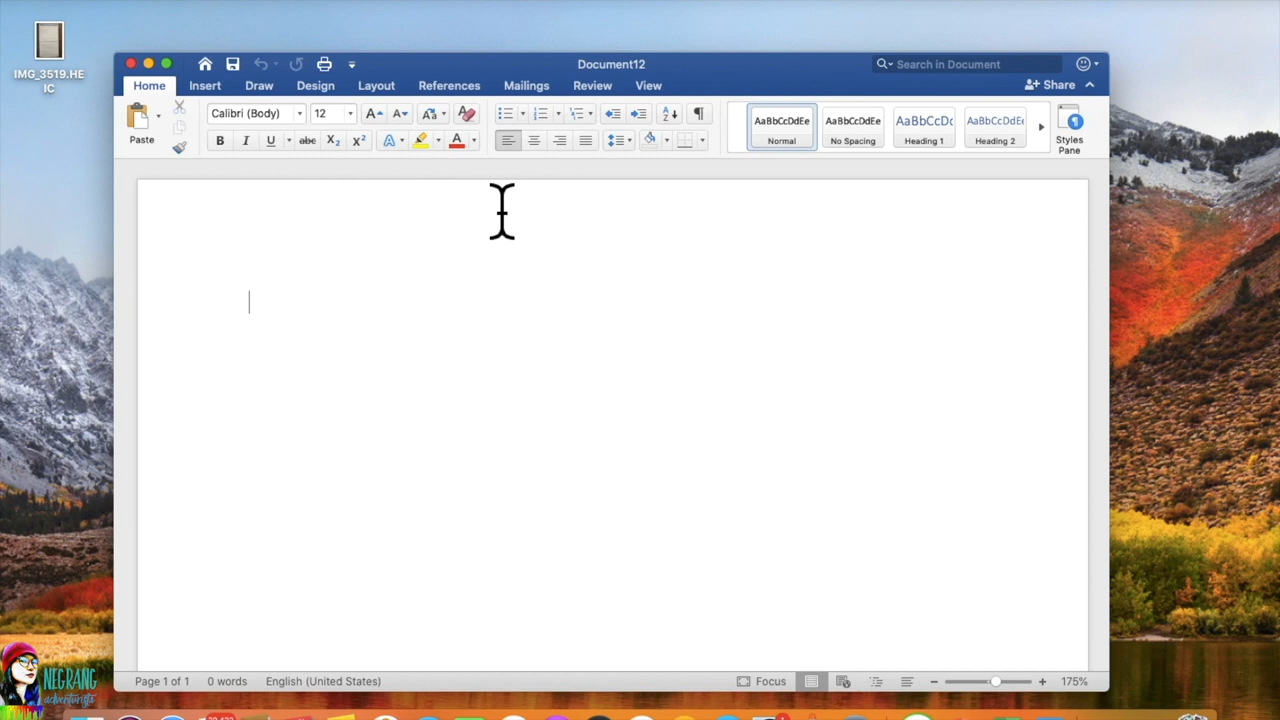 IMG_3519.HE
IC
Document12
Search in Document
Home
Insert
Draw
Design
Layout
References
Mailings
Review
View
Share
Paste
Calibri (Body)
12
AaBbCcDdEe
Normal
AaBbCcDdEe
No Spacing
AaBbCcDc
Heading 1
AaBbCcDdEe
Heading 2
Styles
Pane
Page 1 of 1
0 words
English (United States)
Focus
175%
NEGRANG
adventurists